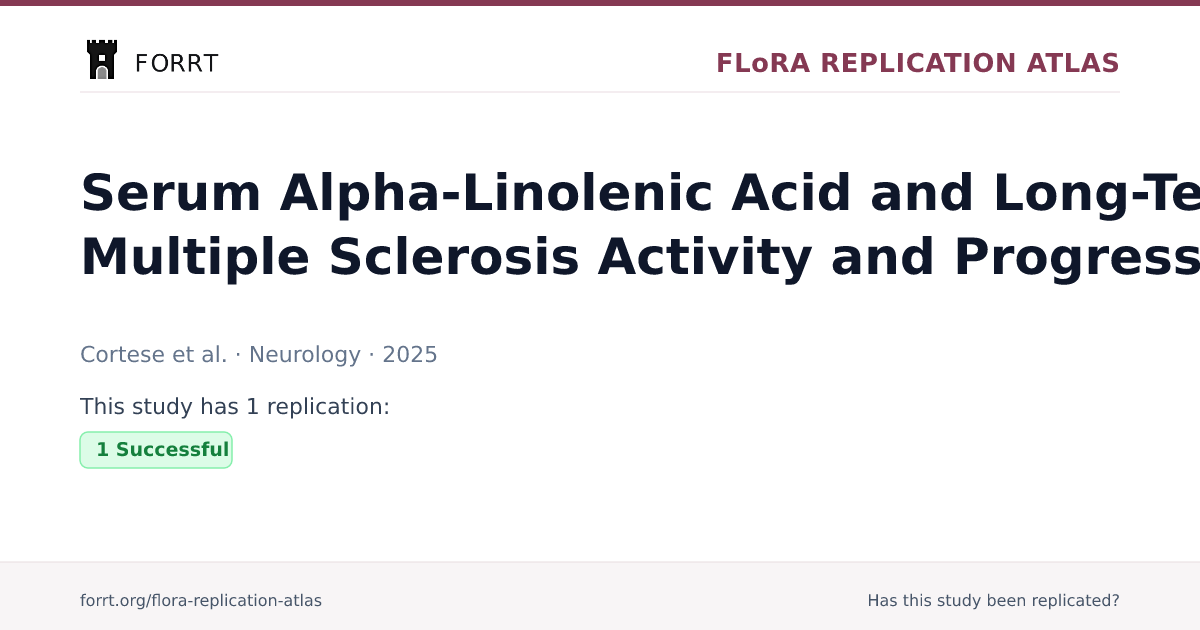 FORRT
FLoRA REPLICATION ATLAS
Serum Alpha-Linolenic Acid and Long-Te
Multiple Sclerosis Activity and Progress
Cortese et al. · Neurology · 2025
This study has 1 replication:
1 Successful
forrt.org/flora-replication-atlas
Has this study been replicated?